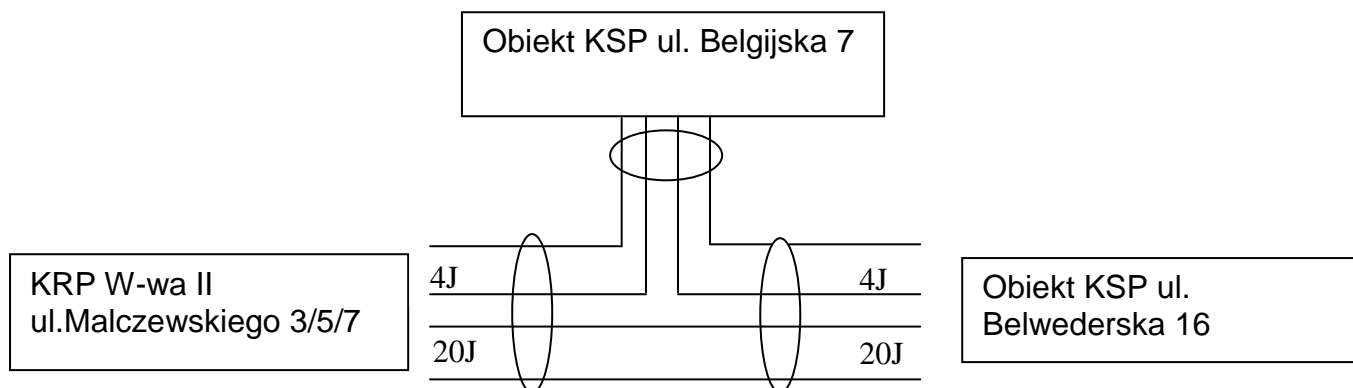 Obiekt KSP ul. Belgijska 7
KRP W-wa II
ul.Malczewskiego 3/5/7
4J
20J
4J
20J
Obiekt KSP ul.
Belwederska 16